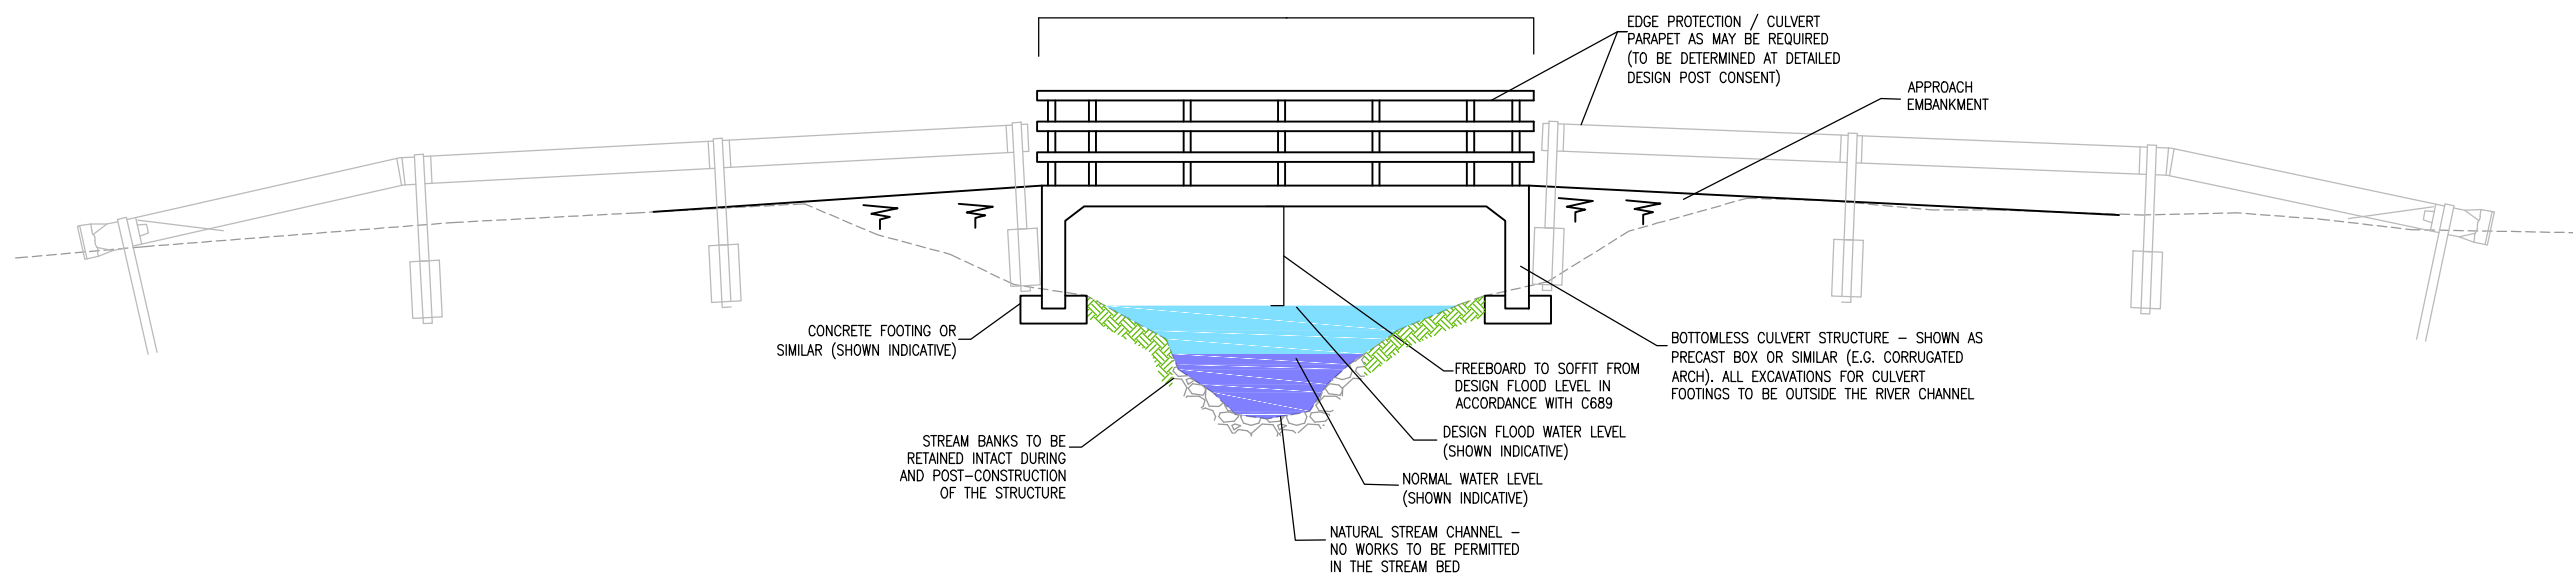 EDGE PROTECTION / CULVERT
PARAPET AS MAY BE REQUIRED
(TO BE DETERMINED AT DETAILED
DESIGN POST CONSENT)
APPROACH
EMBANKMENT
CONCRETE FOOTING OR
SIMILAR (SHOWN INDICATIVE)
BOTTOMLESS CULVERT STRUCTURE – SHOWN AS
PRECAST BOX OR SIMILAR (E.G. CORRUGATED
ARCH). ALL EXCAVATIONS FOR CULVERT
FOOTINGS TO BE OUTSIDE THE RIVER CHANNEL
FREEBOARD TO SOFFIT FROM
DESIGN FLOOD LEVEL IN
ACCORDANCE WITH C689
DESIGN FLOOD WATER LEVEL
(SHOWN INDICATIVE)
STREAM BANKS TO BE
RETAINED INTACT DURING
AND POST–CONSTRUCTION
OF THE STRUCTURE
NORMAL WATER LEVEL
(SHOWN INDICATIVE)
NATURAL STREAM CHANNEL –
NO WORKS TO BE PERMITTED
IN THE STREAM BED